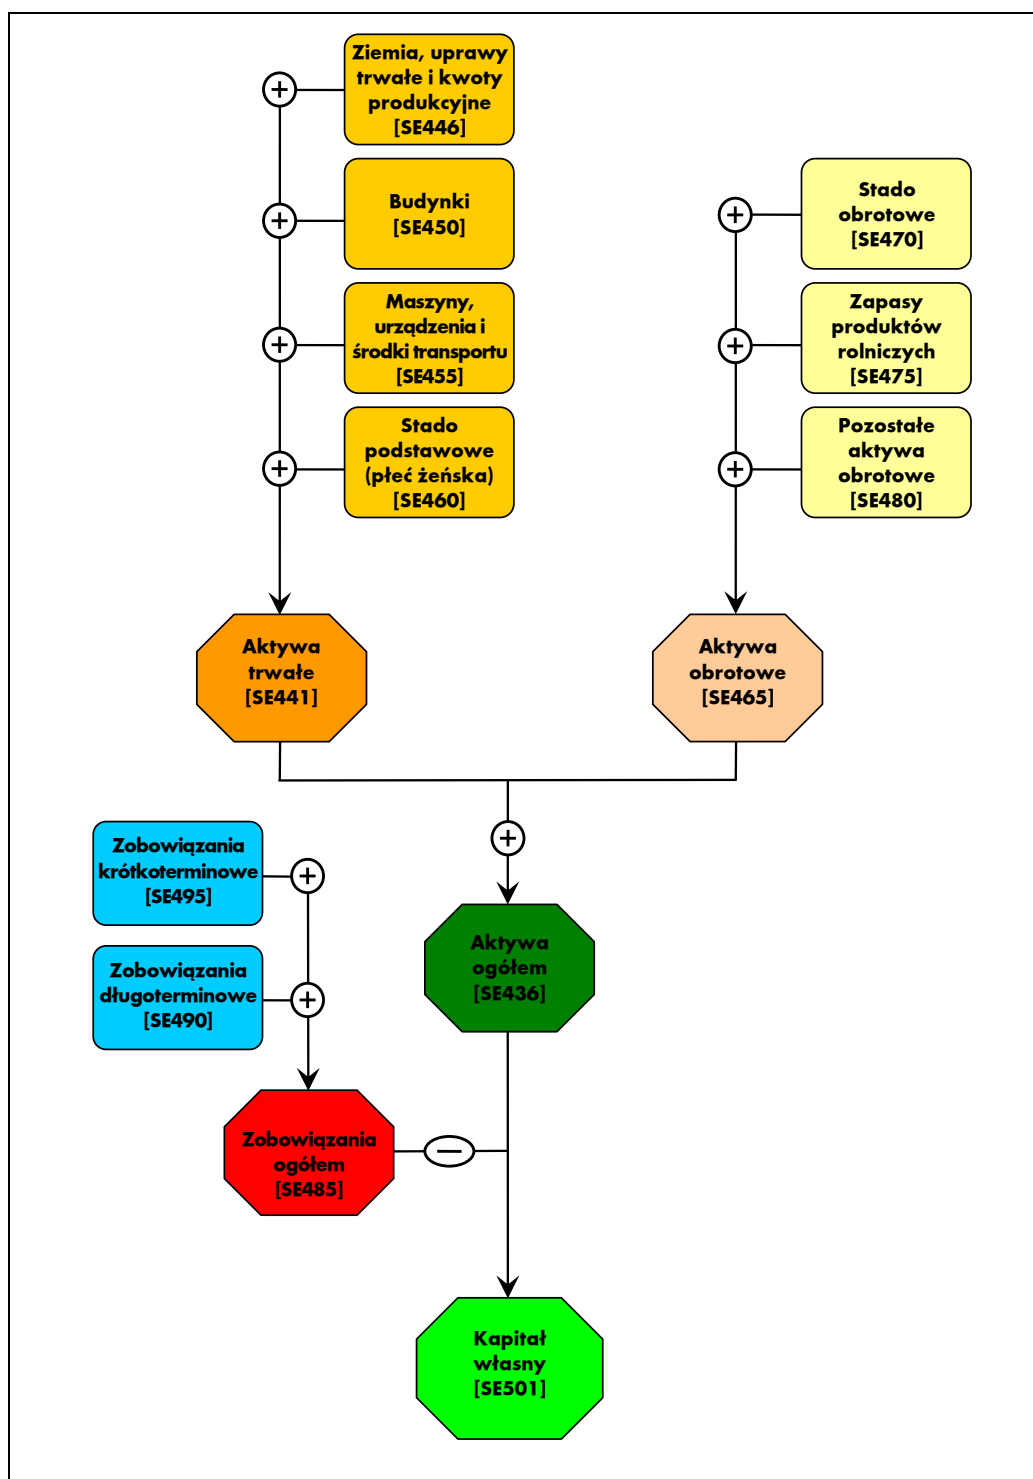 Ziemia, uprawy
trwałe i kwoty
produkcyjne
[SE446]
Budynki
[SE450]
Maszyny,
urządzenia i
środki transportu
[SE455]
Stado
podstawowe
(płeć żeńska)
[SE460]
Stado
obrotowe
[SE470]
Zapasy
produktów
rolniczych
[SE475]
Pozostałe
aktywa
obrotowe
[SE480]
Aktywa
trwałe
[SE441]
Aktywa
obrotowe
[SE465]
Zobowiązania
krótkoterminowe
[SE495]
Zobowiązania
długoterminowe
[SE490]
Aktywa
ogółem
[SE436]
Zobowiązania
ogółem
[SE485]
Kapitał
własny
[SE501]